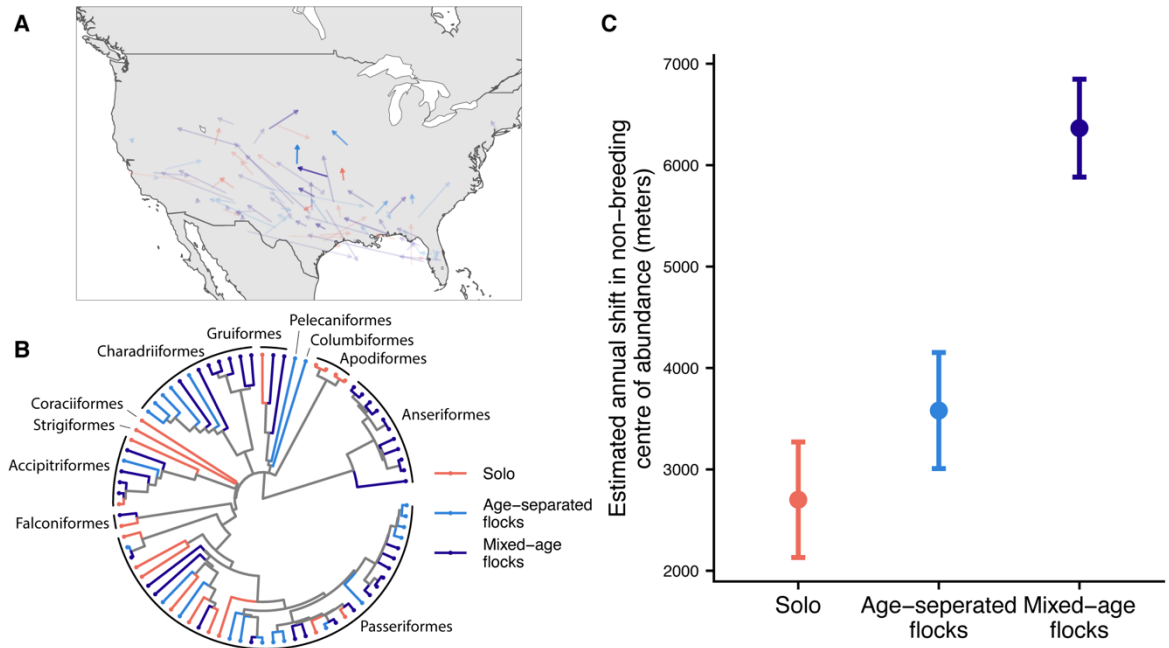 A
B
Pelecaniformes
Columbiformes
Gruiformes
Apodiformes
Charadriiformes
Coraciiformes
Strigiformes
Anseriformes
Accipitriformes
Falconiformes
Passeriformes
Solo
Age-separated
flocks
Mixed-age
flocks
C
Estimated annual shift in non-breeding
centre of abundance (meters)
7000
6000
5000
4000
3000
2000
Solo
Age-seperated
flocks
Mixed-age
flocks